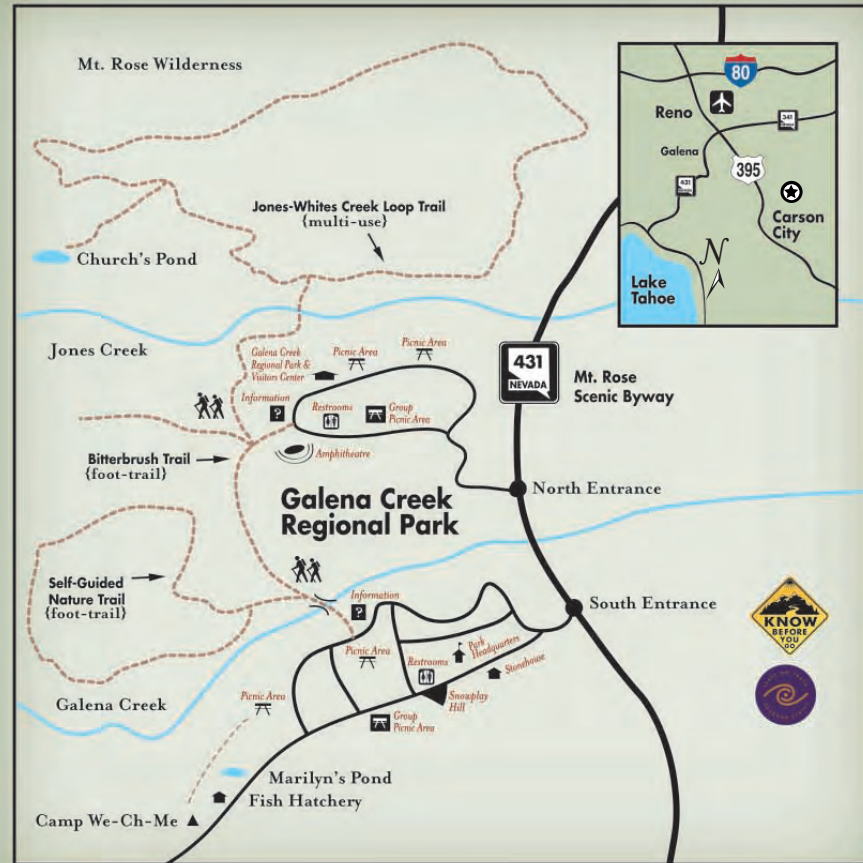 Mt. Rose Wilderness
80
Reno
341
Galena
395
431
Carson
City
N
Lake
Tahoe
Jones-Whites Creek Loop Trail
{multi-use}
Church's Pond
Jones Creek
Galena Creek
Regional Park &
Visitors Center
Picnic Area
Picnic Area
431
NEVADA
Mt. Rose
Scenic Byway
Information
?
Restrooms
Group
Picnic Area
Bitterbrush Trail
{foot-trail}
Amphitheatre
Galena Creek
Regional Park
North Entrance
Self-Guided
Nature Trail
{foot-trail}
Information
?
South Entrance
KNOW
BEFORE
YOU
GO
Picnic Area
Restrooms
Park
Headquarters
Stonehouse
Snowplay
Hill
Picnic Area
Group
Picnic Area
Galena Creek
Marilyn's Pond
Fish Hatchery
Camp We-Ch-Me